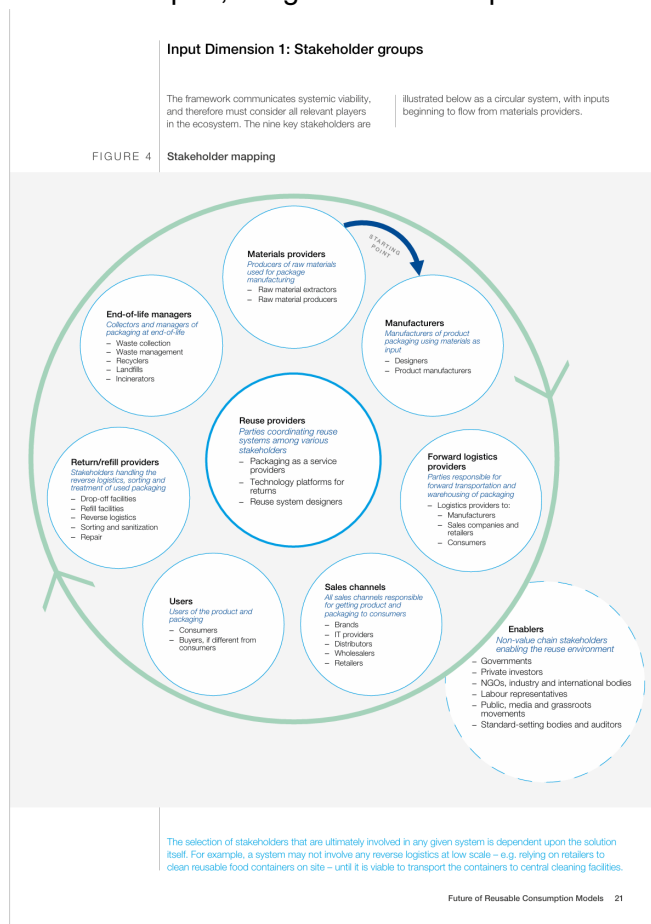 Input Dimension 1: Stakeholder groups
The framework communicates systemic viability,
and therefore must consider all relevant players
in the ecosystem. The nine key stakeholders are
illustrated below as a circular system, with inputs
beginning to flow from materials providers.
FIGURE 4
Stakeholder mapping
STARTING
POINT
Materials providers
Producers of raw materials
used for package
manufacturing
– Raw material extractors
– Raw material producers
Manufacturers
Manufacturers of product
packaging using materials as
input
– Designers
– Product manufacturers
End-of-life managers
Collectors and managers of
packaging at end-of-life
– Waste collection
– Waste management
– Recyclers
– Landfills
– Incinerators
Reuse providers
Parties coordinating reuse
systems among various
stakeholders
– Packaging as a service
providers
– Technology platforms for
returns
– Reuse system designers
Return/refill providers
Stakeholders handling the
reverse logistics, sorting and
treatment of used packaging
– Drop-off facilities
– Refill facilities
– Reverse logistics
– Sorting and sanitization
– Repair
Forward logistics
providers
Parties responsible for
forward transportation and
warehousing of packaging
– Logistics providers to:
– Manufacturers
– Sales companies and
retailers
– Consumers
Users
Users of the product and
packaging
– Consumers
– Buyers, if different from
consumers
Sales channels
All sales channels responsible
for getting product and
packaging to consumers
– Brands
– IT providers
– Distributors
– Wholesalers
– Retailers
Enablers
Non-value chain stakeholders
enabling the reuse environment
– Governments
– Private investors
– NGOs, industry and international bodies
– Labour representatives
– Public, media and grassroots
movements
– Standard-setting bodies and auditors
The selection of stakeholders that are ultimately involved in any given system is dependent upon the solution
itself. For example, a system may not involve any reverse logistics at low scale – e.g. relying on retailers to
clean reusable food containers on site – until it is viable to transport the containers to central cleaning facilities.
Future of Reusable Consumption Models 21